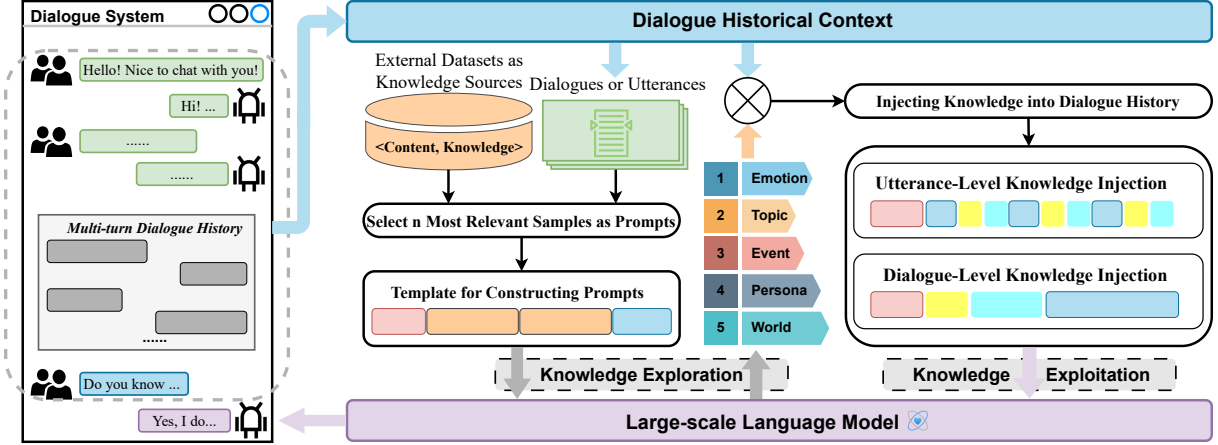 Dialogue System
Hello! Nice to chat with you!
Hi! ...
......
......
Multi-turn Dialogue History
......
Do you know ...
Yes, I do...
Dialogue Historical Context
External Datasets as
Knowledge Sources
<Content, Knowledge>
Dialogues or Utterances
Select n Most Relevant Samples as Prompts
Template for Constructing Prompts
1 Emotion
2 Topic
3 Event
4 Persona
5 World
Injecting Knowledge into Dialogue History
Utterance-Level Knowledge Injection
Dialogue-Level Knowledge Injection
Knowledge Exploration
Knowledge Exploitation
Large-scale Language Model